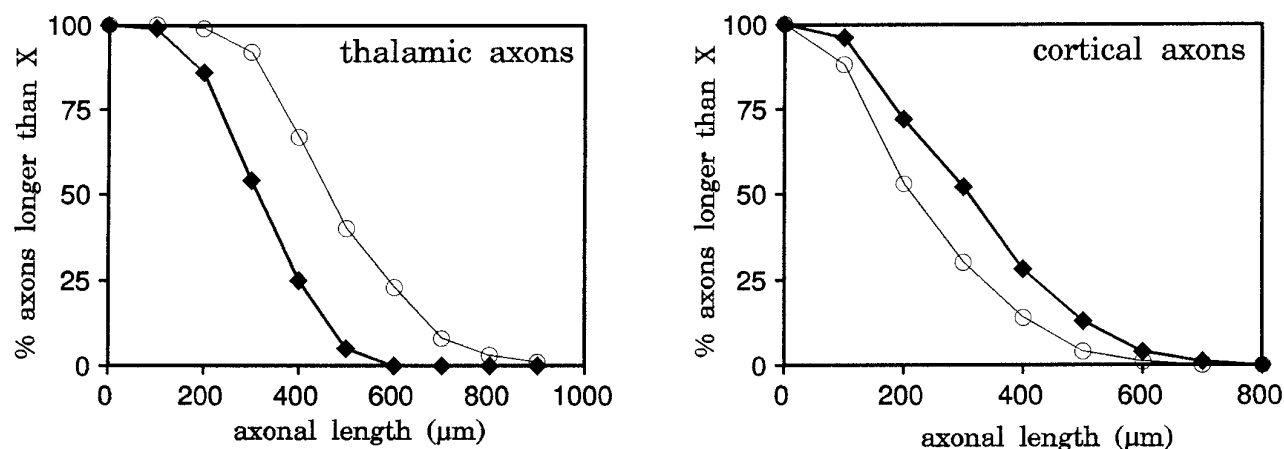 % axons longer than X
100
75
50
25
0
thalamic axons
0 200 400 600 800 1000
axonal length (μm)
% axons longer than X
100
75
50
25
0
cortical axons
0 200 400 600 800
axonal length (μm)